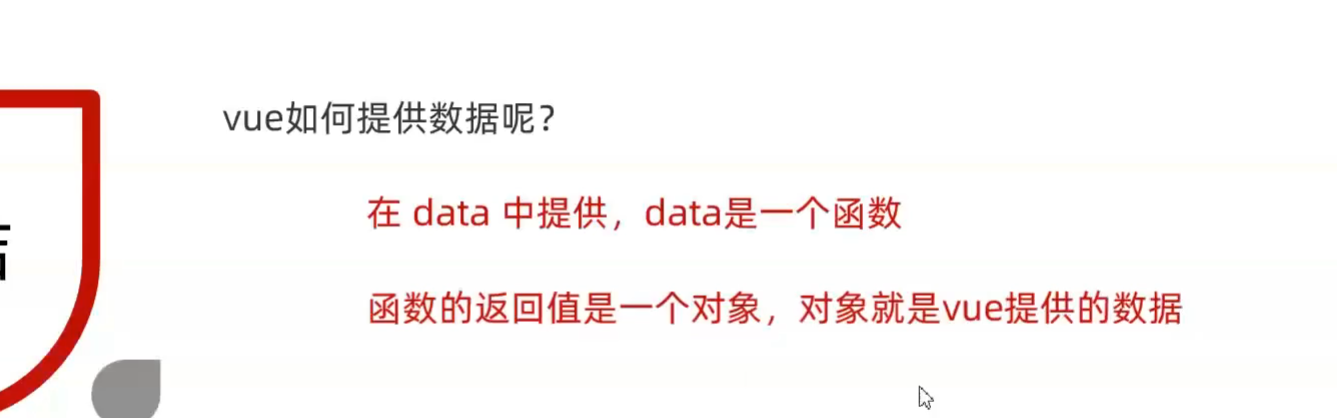 vue如何提供数据呢？
在 data 中提供，data是一个函数
函数的返回值是一个对象，对象就是vue提供的数据